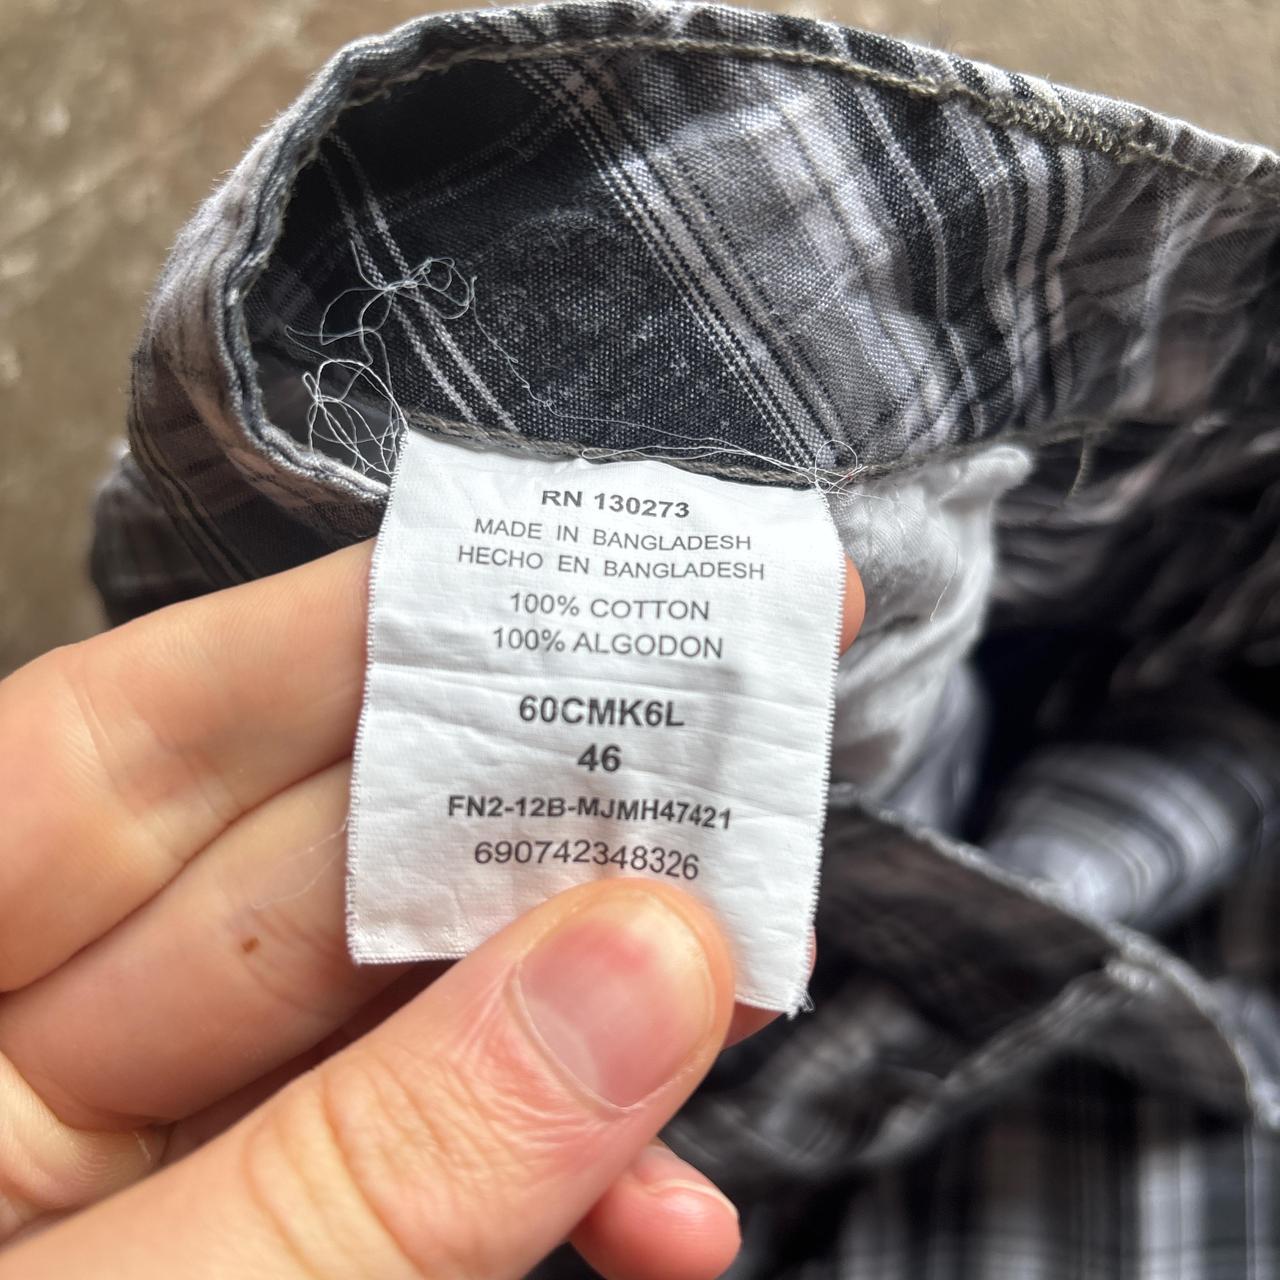 RN 130273
MADE IN BANGLADESH
HECHO EN BANGLADESH
100% COTTON
100% ALGODON
60CMK6L
46
FN2-12B-MJMH47421
690742348326